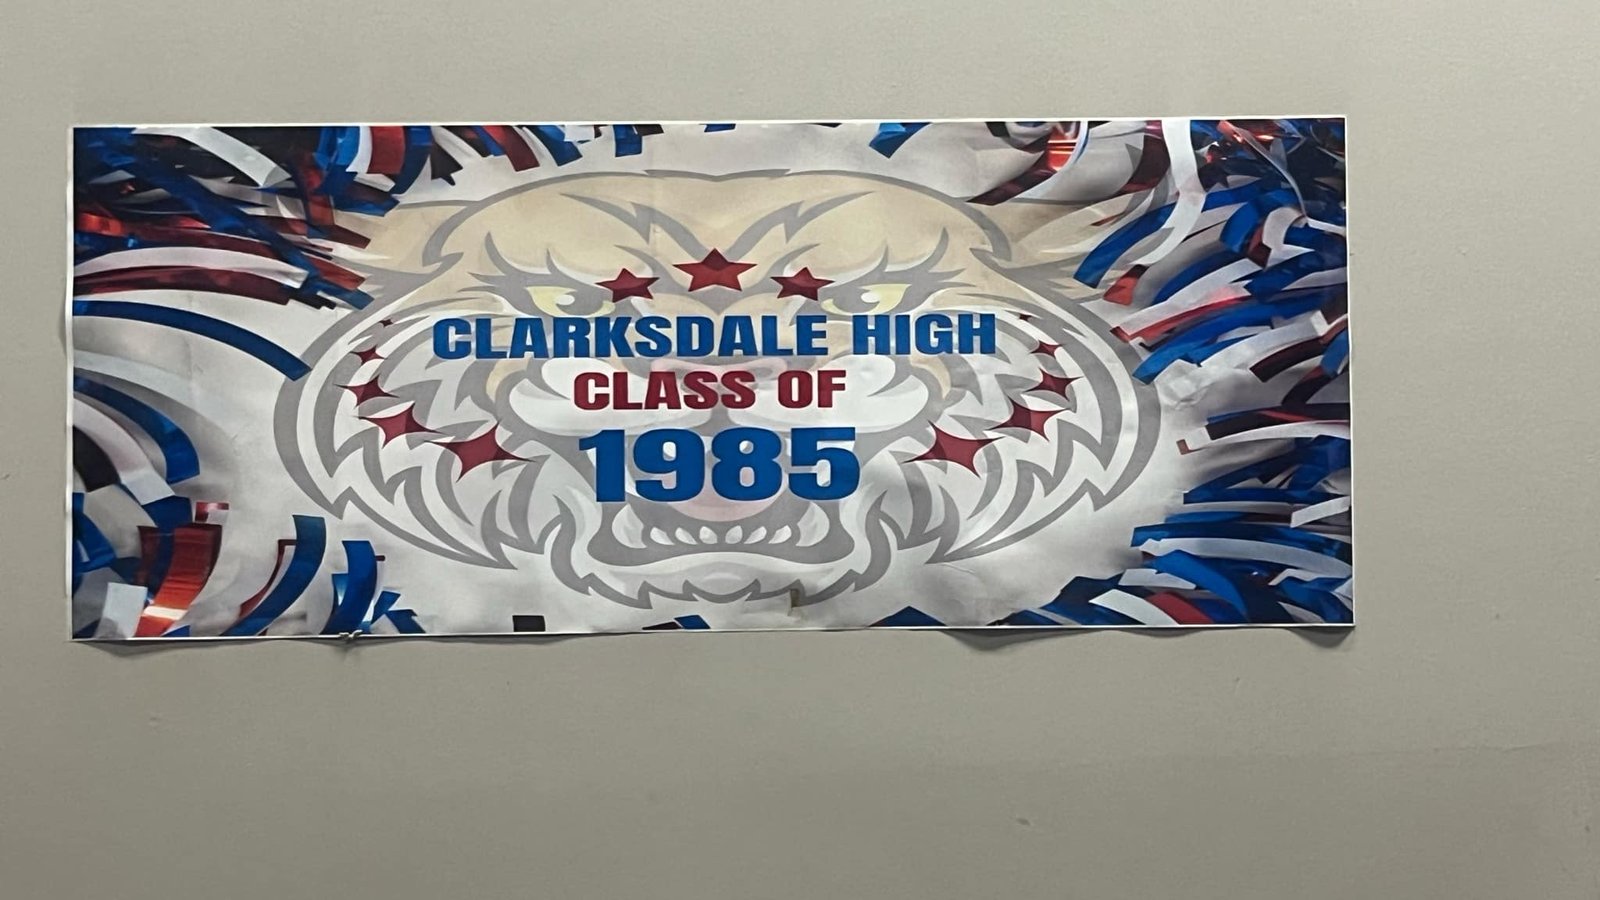 CLARKSDALE HIGH
CLASS OF
1985